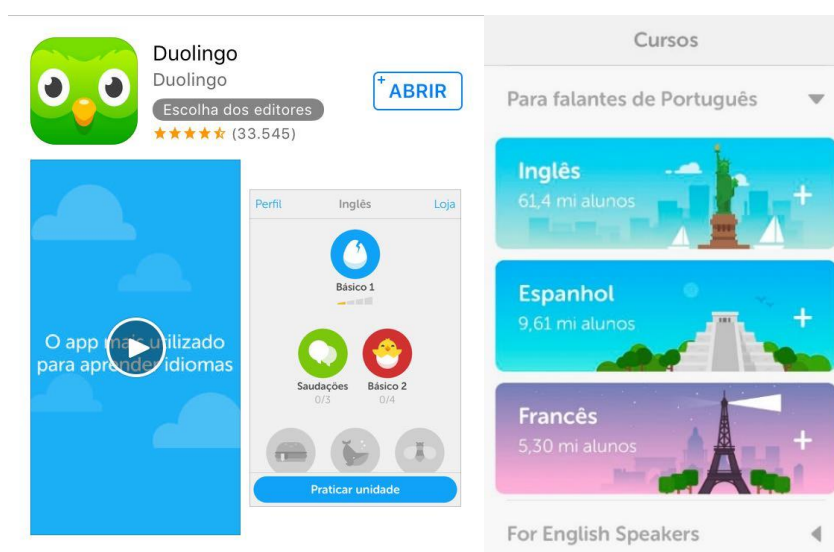 Duolingo
Duolingo
Escolha dos editores
(33.545)
+ABRIR
O app mais utilizado
para aprender idiomas
Perfil Inglês Loja
Básico 1
Saudações Básico 2
0/3 0/4
Praticar unidade
Cursos
Para falantes de Português
Inglês
61,4 mi alunos
Espanhol
9,61 mi alunos
Francês
5,30 mi alunos
For English Speakers